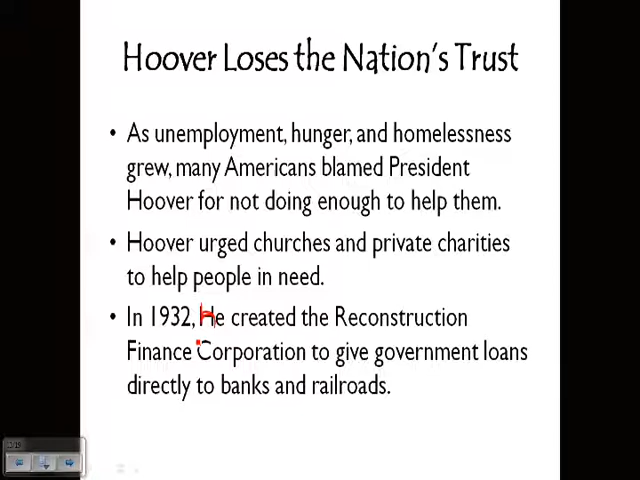 Hoover Loses the Nation's Trust
• As unemployment, hunger, and homelessness
grew, many Americans blamed President
Hoover for not doing enough to help them.
• Hoover urged churches and private charities
to help people in need.
• In 1932, He created the Reconstruction
Finance Corporation to give government loans
directly to banks and railroads.